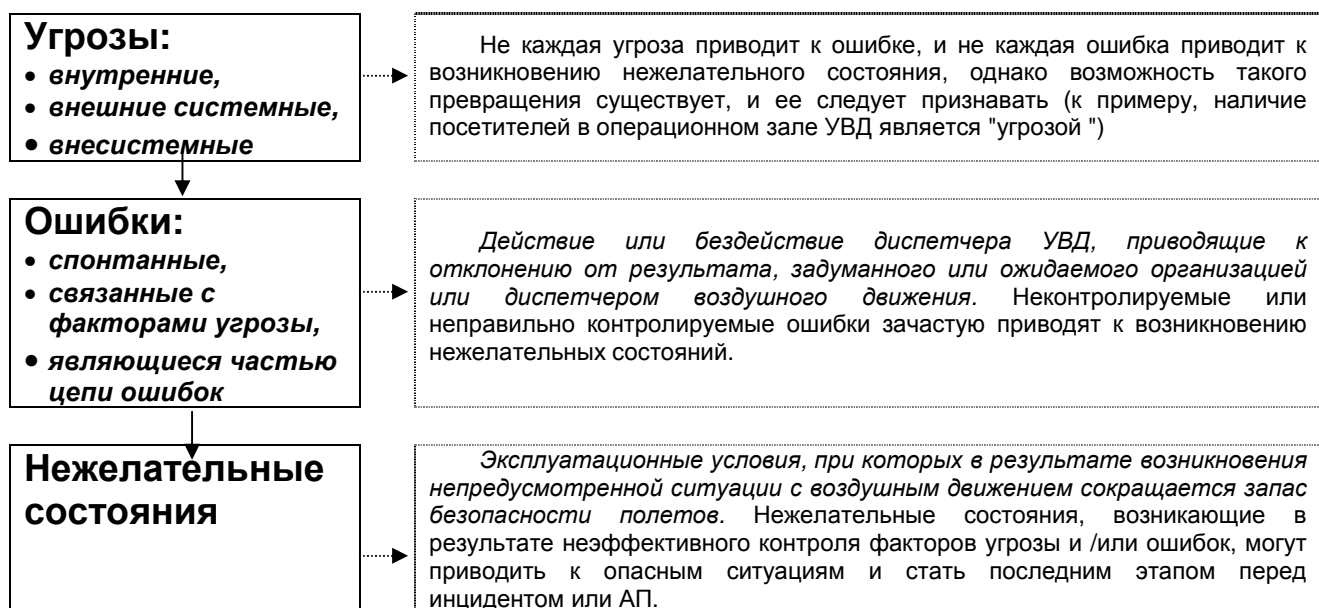 Угрозы:
• внутренние,
• внешние системные,
• внесистемные
Не каждая угроза приводит к ошибке, и не каждая ошибка приводит к
возникновению нежелательного состояния, однако возможность такого
превращения существует, и ее следует признавать (к примеру, наличие
посетителей в операционном зале УВД является "угрозой ")
Ошибки:
• спонтанные,
• связанные с
факторами угрозы,
• являющиеся частью
цепи ошибок
Действие или бездействие диспетчера УВД, приводящие к
отклонению от результата, задуманного или ожидаемого организацией
или диспетчером воздушного движения. Неконтролируемые или
неправильно контролируемые ошибки зачастую приводят к возникновению
нежелательных состояний.
Нежелательные
состояния
Эксплуатационные условия, при которых в результате возникновения
непредусмотренной ситуации с воздушным движением сокращается запас
безопасности полетов. Нежелательные состояния, возникающие в
результате неэффективного контроля факторов угрозы и /или ошибок, могут
приводить к опасным ситуациям и стать последним этапом перед
инцидентом или АП.